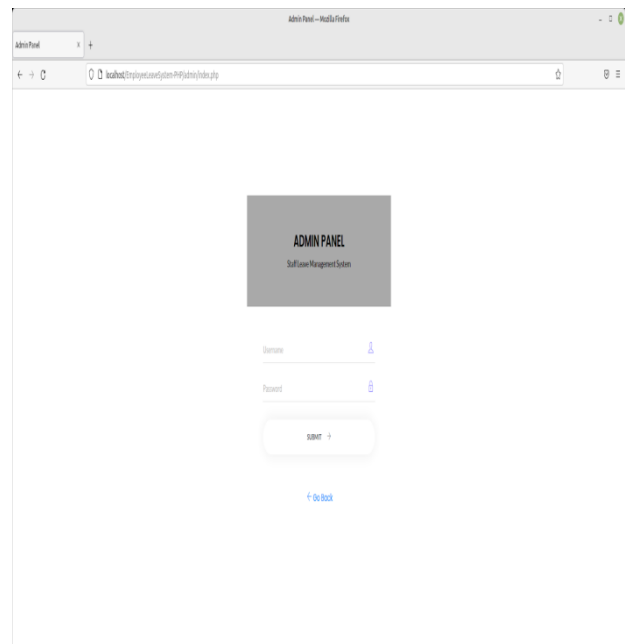 Admin Panel — Mozilla Firefox
Admin Panel
localhost/EmployeeLeaveSystem-PHP/admin/index.php
ADMIN PANEL
Staff Leave Management System
Username
Password
SUBMIT →
← Go Back